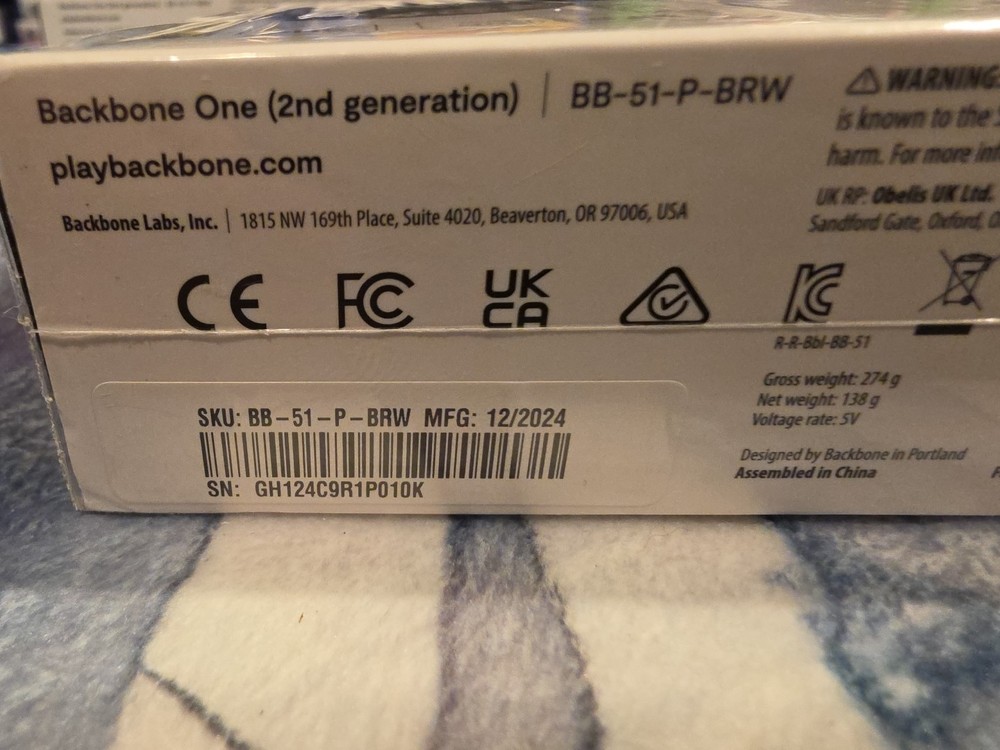 Backbone One (2nd generation) | BB-51-P-BRW
playbackbone.com
Backbone Labs, Inc. | 1815 NW 169th Place, Suite 4020, Beaverton, OR 97006, USA
WARNING:
is known to the
harm. For more
UK RP: Obelis UK Ltd.
Sandford Gate, Oxford,
CE FC UK CA
R-R-Bbl-BB-51
Gross weight: 274 g
Net weight: 138 g
Voltage rate: 5V
Designed by Backbone in Portland
Assembled in China
SKU: BB-51-P-BRW MFG: 12/2024
SN: GH124C9R1P010K